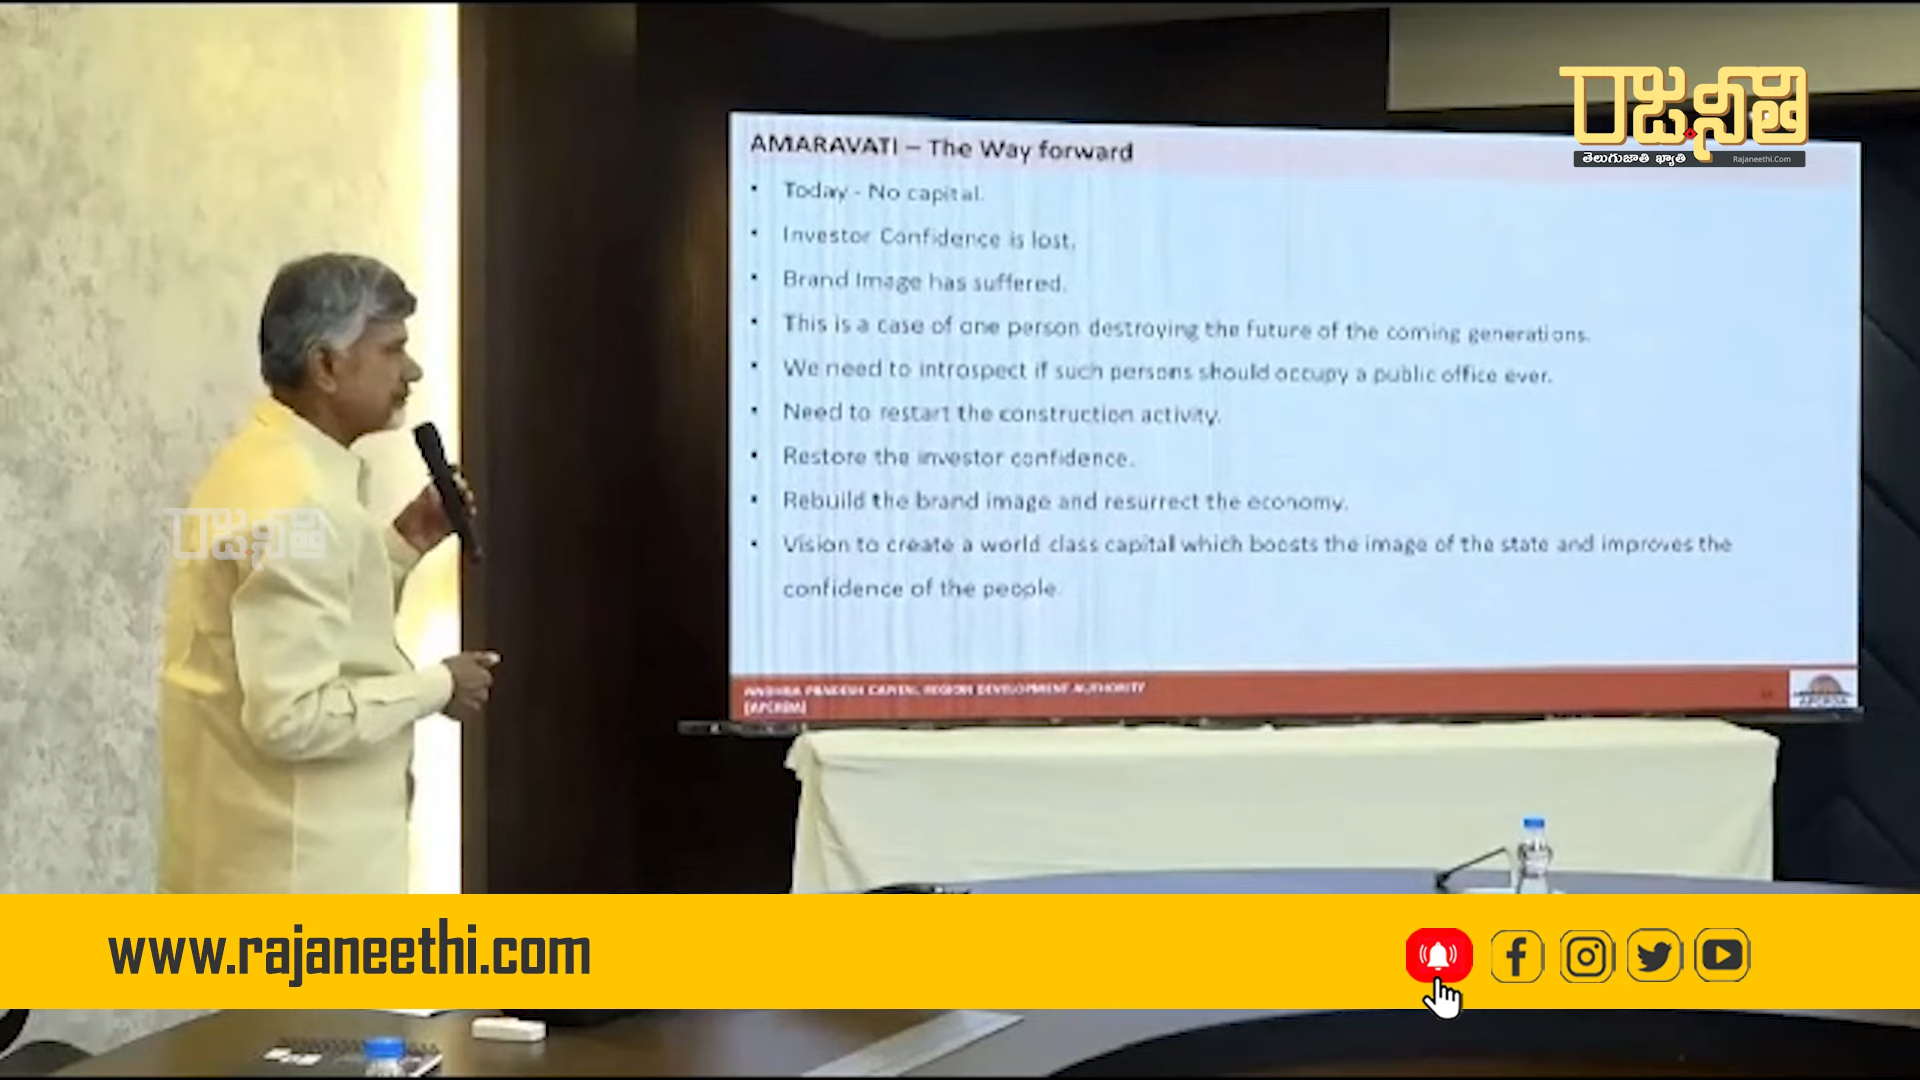 రాజనీతి
తెలుగుజాతి ఖ్యాతి Rajaneethi.Com
AMARAVATI – The Way forward
• Today - No capital.
• Investor Confidence is lost.
• Brand Image has suffered.
• This is a case of one person destroying the future of the coming generations.
• We need to introspect if such persons should occupy a public office ever.
• Need to restart the construction activity.
• Restore the investor confidence.
• Rebuild the brand image and resurrect the economy.
• Vision to create a world class capital which boosts the image of the state and improves the
confidence of the people.
ANDHRA PRADESH CAPITAL REGION DEVELOPMENT AUTHORITY
(APCRDA)
APCRDA
రాజనీతి
www.rajaneethi.com